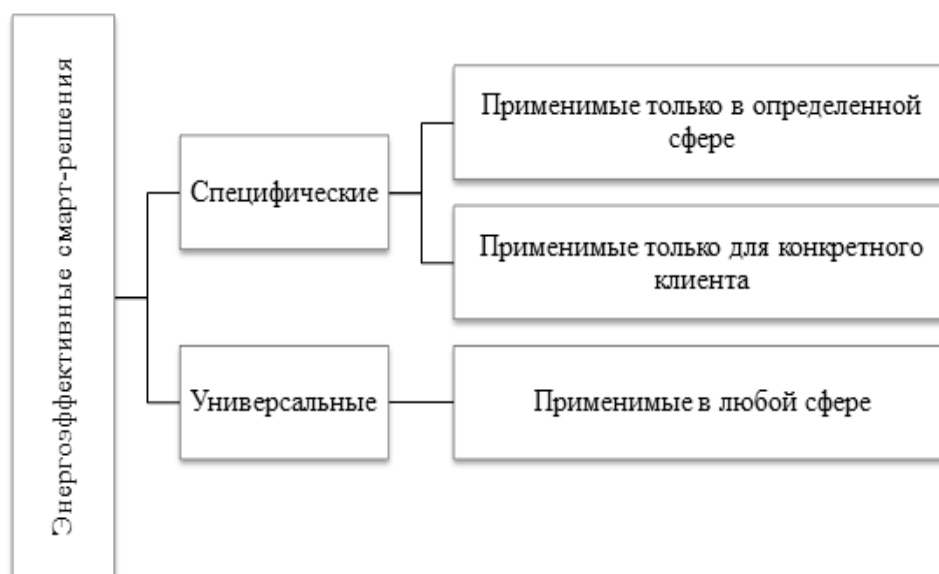 Энергоэффективные смарт-решения
Специфические
Применимые только в определенной
сфере
Применимые только для конкретного
клиента
Универсальные
Применимые в любой сфере